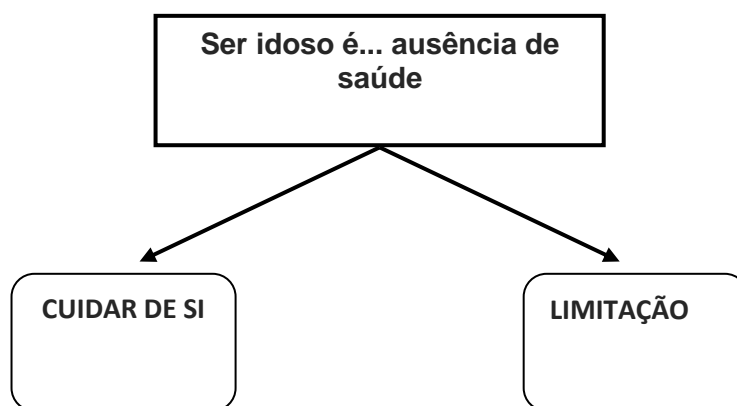 Ser idoso é... ausência de
saúde
CUIDAR DE SI
LIMITAÇÃO